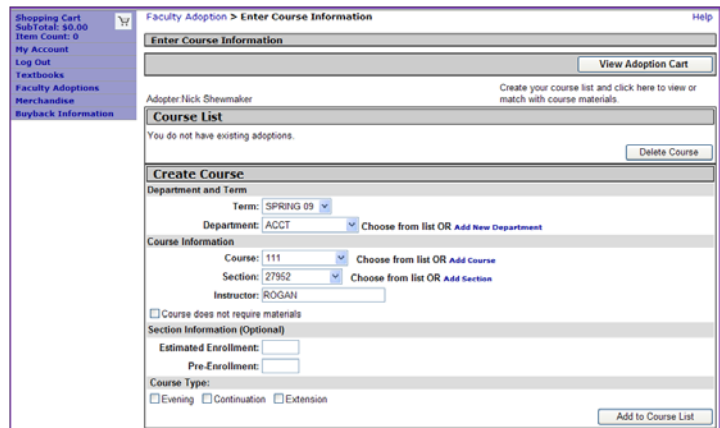 Shopping Cart
SubTotal: $0.00
Item Count: 0
My Account
Log Out
Textbooks
Faculty Adoptions
Merchandise
Buyback Information
Faculty Adoption > Enter Course Information
Help
Enter Course Information
View Adoption Cart
Create your course list and click here to view or
match with course materials.
Adopter:Nick Shewmaker
Course List
You do not have existing adoptions.
Delete Course
Create Course
Department and Term
Term: SPRING 09
Department: ACCT Choose from list OR Add New Department
Course Information
Course: 111 Choose from list OR Add Course
Section: 27952 Choose from list OR Add Section
Instructor: ROGAN
Course does not require materials
Section Information (Optional)
Estimated Enrollment:
Pre-Enrollment:
Course Type:
Evening Continuation Extension
Add to Course List